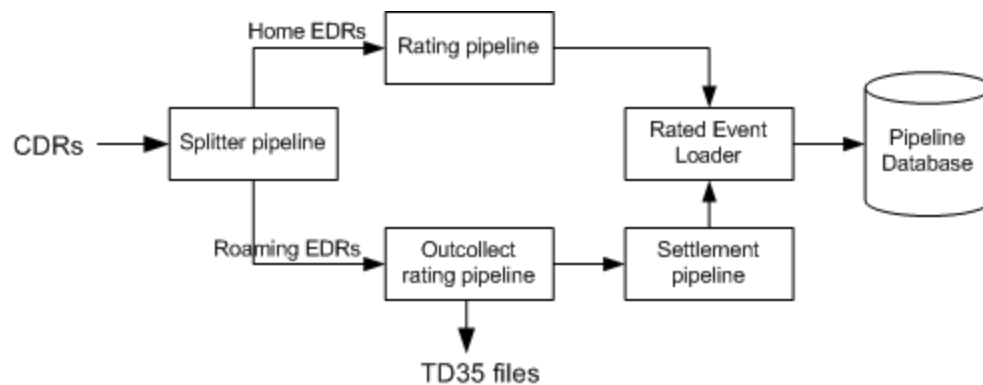 Home EDRs
Rating pipeline
CDRs
Splitter pipeline
Rated Event
Loader
Pipeline
Database
Roaming EDRs
Outcollect
rating pipeline
Settlement
pipeline
TD35 files